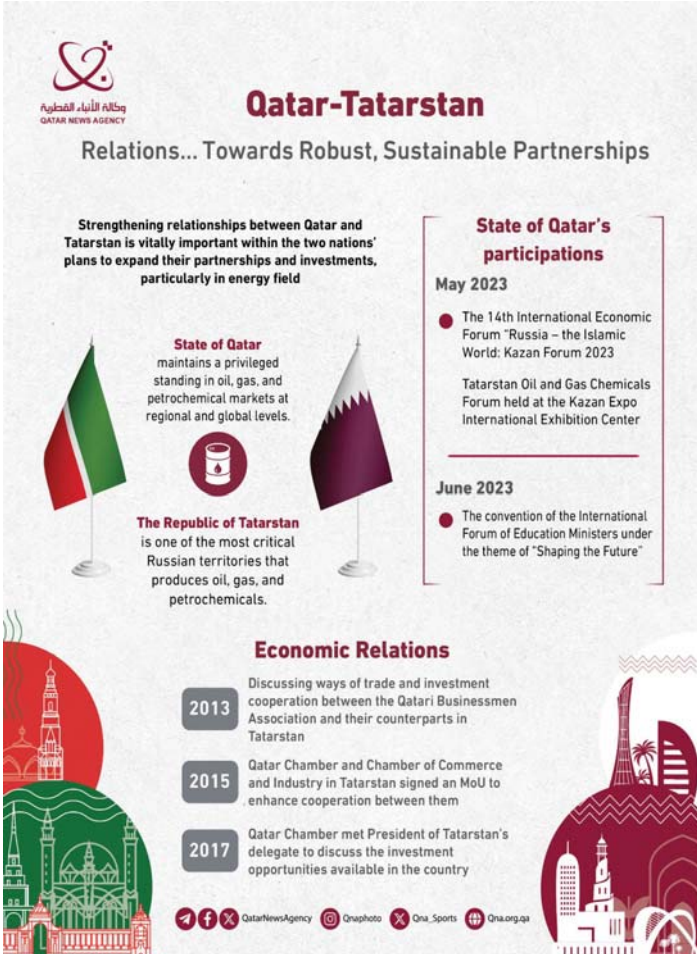 وكالة الأنباء القطرية
QATAR NEWS AGENCY
Qatar-Tatarstan
Relations... Towards Robust, Sustainable Partnerships
Strengthening relationships between Qatar and
Tatarstan is vitally important within the two nations'
plans to expand their partnerships and investments,
particularly in energy field
State of Qatar
maintains a privileged
standing in oil, gas, and
petrochemical markets at
regional and global levels.
The Republic of Tatarstan
is one of the most critical
Russian territories that
produces oil, gas, and
petrochemicals.
State of Qatar's
participations
May 2023
The 14th International Economic
Forum "Russia – the Islamic
World: Kazan Forum 2023
Tatarstan Oil and Gas Chemicals
Forum held at the Kazan Expo
International Exhibition Center
June 2023
The convention of the International
Forum of Education Ministers under
the theme of "Shaping the Future"
Economic Relations
2013
Discussing ways of trade and investment
cooperation between the Qatari Businessmen
Association and their counterparts in
Tatarstan
2015
Qatar Chamber and Chamber of Commerce
and Industry in Tatarstan signed an MoU to
enhance cooperation between them
2017
Qatar Chamber met President of Tatarstan's
delegate to discuss the investment
opportunities available in the country
QatarNewsAgency Qnaphoto Qna_Sports Qna.org.qa